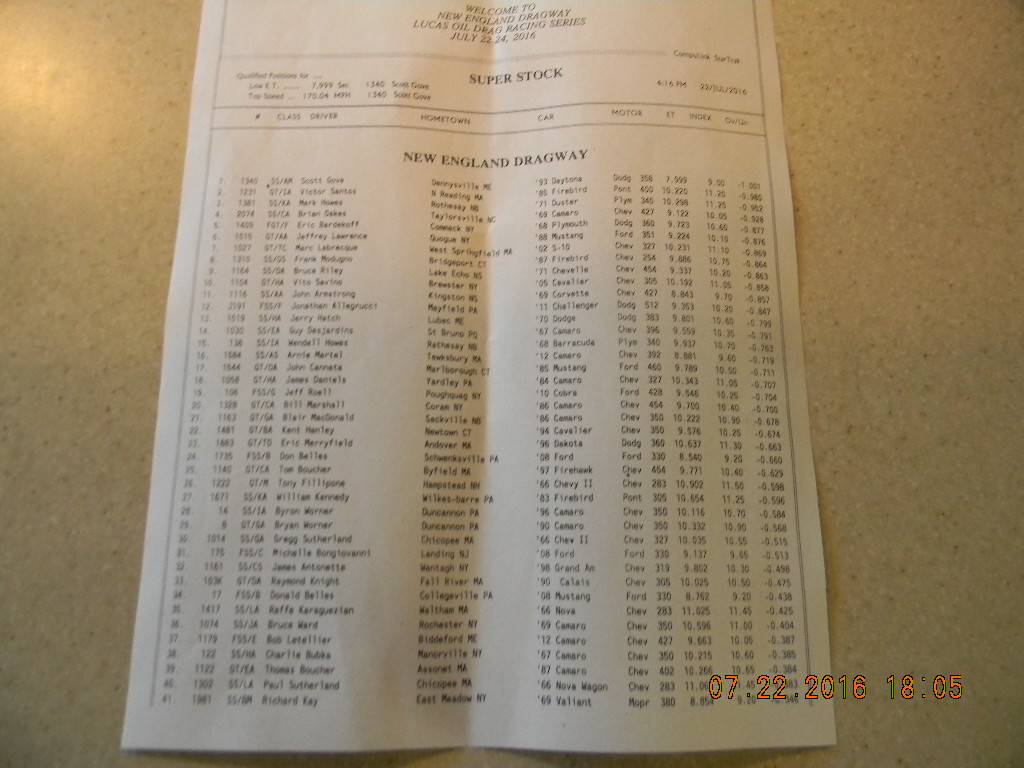 WELCOME TO
NEW ENGLAND DRAGWAY
LUCAS OIL DRAG RACING SERIES
JULY 22-24, 2016
CompuLink StarTrak
SUPER STOCK
4:16 PM 22/JUL/2016
Qualified Positions for ....
Low E.T. ....... 7.999 Sec 1340 Scott Gove
Top Speed ... 170.04 MPH 1340 Scott Gove
# CLASS DRIVER HOMETOWN CAR MOTOR ET INDEX Ov/Un
NEW ENGLAND DRAGWAY
1. 1340 SS/AM Scott Gove Dennysville ME '93 Daytona Dodg 358 7.999 9.00 -1.001
2. 1231 GT/IA Victor Santos N Reading MA '85 Firebird Pont 400 10.220 11.20 -0.980
3. 1381 SS/KA Mark Howes Rothesay NB '71 Duster Plym 340 10.298 11.25 -0.952
4. 2074 SS/CA Brian Oakes Taylorsville NC '69 Camaro Chev 427 9.122 10.05 -0.928
5. 1409 FGT/F Eric Bardekoff Commack NY '68 Plymouth Dodg 360 9.723 10.60 -0.877
6. 1515 GT/AA Jeffrey Lawrence Quogue NY '88 Mustang Ford 351 9.224 10.10 -0.876
7. 1027 GT/TC Marc Labrecque West Springfield MA '02 S-10 Chev 327 10.231 11.10 -0.869
8. 1315 SS/DS Frank Modugno Bridgeport CT '87 Firebird Chev 254 9.886 10.75 -0.864
9. 1164 SS/DA Bruce Riley Lake Echo NS '71 Chevelle Chev 454 9.337 10.20 -0.863
10. 1104 GT/HA Vito Savino Brewster NY '05 Cavalier Chev 305 10.192 11.05 -0.858
11. 1116 SS/AA John Armstrong Kingston NS '69 Corvette Chev 427 8.843 9.70 -0.857
12. J191 FSS/F Jonathan Allegrucci Mayfield PA '11 Challenger Dodg 512 9.353 10.20 -0.847
13. 1519 SS/HA Jerry Hatch Lubec ME '70 Dodge Dodg 383 9.801 10.60 -0.799
14. 1030 SS/EA Guy Desjardins St Bruno PQ '67 Camaro Chev 396 9.559 10.35 -0.791
15. 138 SS/IA Wendell Howes Rothesay NB '68 Barracuda Plym 340 9.937 10.70 -0.763
16. 1584 SS/AS Arnie Martel Tewksbury MA '12 Camaro Chev 392 8.881 9.60 -0.719
17. 1544 GT/DA John Cannata Marlborough CT '85 Mustang Ford 460 9.789 10.50 -0.711
18. 1058 GT/HA James Daniels Yardley PA '84 Camaro Chev 327 10.343 11.05 -0.707
19. 106 FSS/G Jeff Roell Poughquag NY '10 Cobra Ford 428 9.546 10.25 -0.704
20. 1328 GT/CA Bill Marshall Coram NY '86 Camaro Chev 454 9.700 10.40 -0.700
21. 1163 GT/GA Blair MacDonald Sackville NB '86 Camaro Chev 350 10.222 10.90 -0.678
22. 1481 GT/BA Kent Hanley Newtown CT '94 Cavalier Chev 350 9.576 10.25 -0.674
23. 1883 GT/TD Eric Merryfield Andover MA '96 Dakota Dodg 360 10.637 11.30 -0.663
24. 1735 FSS/B Don Belles Schwenksville PA '08 Ford Ford 330 8.540 9.20 -0.660
25. 1140 GT/CA Tom Boucher Byfield MA '97 Firehawk Chev 454 9.771 10.40 -0.629
26. 1222 GT/M Tony Fillipone Hampstead NH '66 Chevy II Chev 283 10.902 11.50 -0.598
27. 1671 SS/KA William Kennedy Wilkes-barre PA '83 Firebird Pont 305 10.654 11.25 -0.596
28. 14 SS/IA Byron Worner Duncannon PA '96 Camaro Chev 350 10.116 10.70 -0.584
29. 8 GT/GA Bryan Worner Duncannon PA '90 Camaro Chev 350 10.332 10.90 -0.568
30. 1014 SS/GA Gregg Sutherland Chicopee MA '66 Chev II Chev 327 10.035 10.55 -0.515
31. 175 FSS/C Michelle Bongiovanni Landing NJ '08 Ford Ford 330 9.137 9.65 -0.513
32. 1161 SS/CS James Antonette Wantagh NY '98 Grand Am Chev 319 9.802 10.30 -0.498
33. 103K GT/DA Raymond Knight Fall River MA '90 Calais Chev 305 10.025 10.50 -0.475
34. 17 FSS/B Donald Belles Collegeville PA '08 Mustang Ford 330 8.762 9.20 -0.438
35. 1417 SS/LA Raffe Karaguezian Waltham MA '66 Nova Chev 283 11.025 11.45 -0.425
36. 1074 SS/JA Bruce Ward Rochester NY '69 Camaro Chev 350 10.596 11.00 -0.404
37. 1179 FSS/E Bob Letellier Biddeford ME '12 Camaro Chev 427 9.663 10.05 -0.387
38. 122 SS/HA Charlie Bubka Manorville NY '67 Camaro Chev 350 10.215 10.60 -0.385
39. 1122 GT/EA Thomas Boucher Assonet MA '87 Camaro Chev 402 10.266 10.65 -0.384
40. 1302 SS/LA Paul Sutherland Chicopee MA '66 Nova Wagon Chev 283
41. 1981 SS/BM Richard Kay East Meadow NY '69 Valiant Mopr 380 8.854 9.20
07.22.2016 18:05